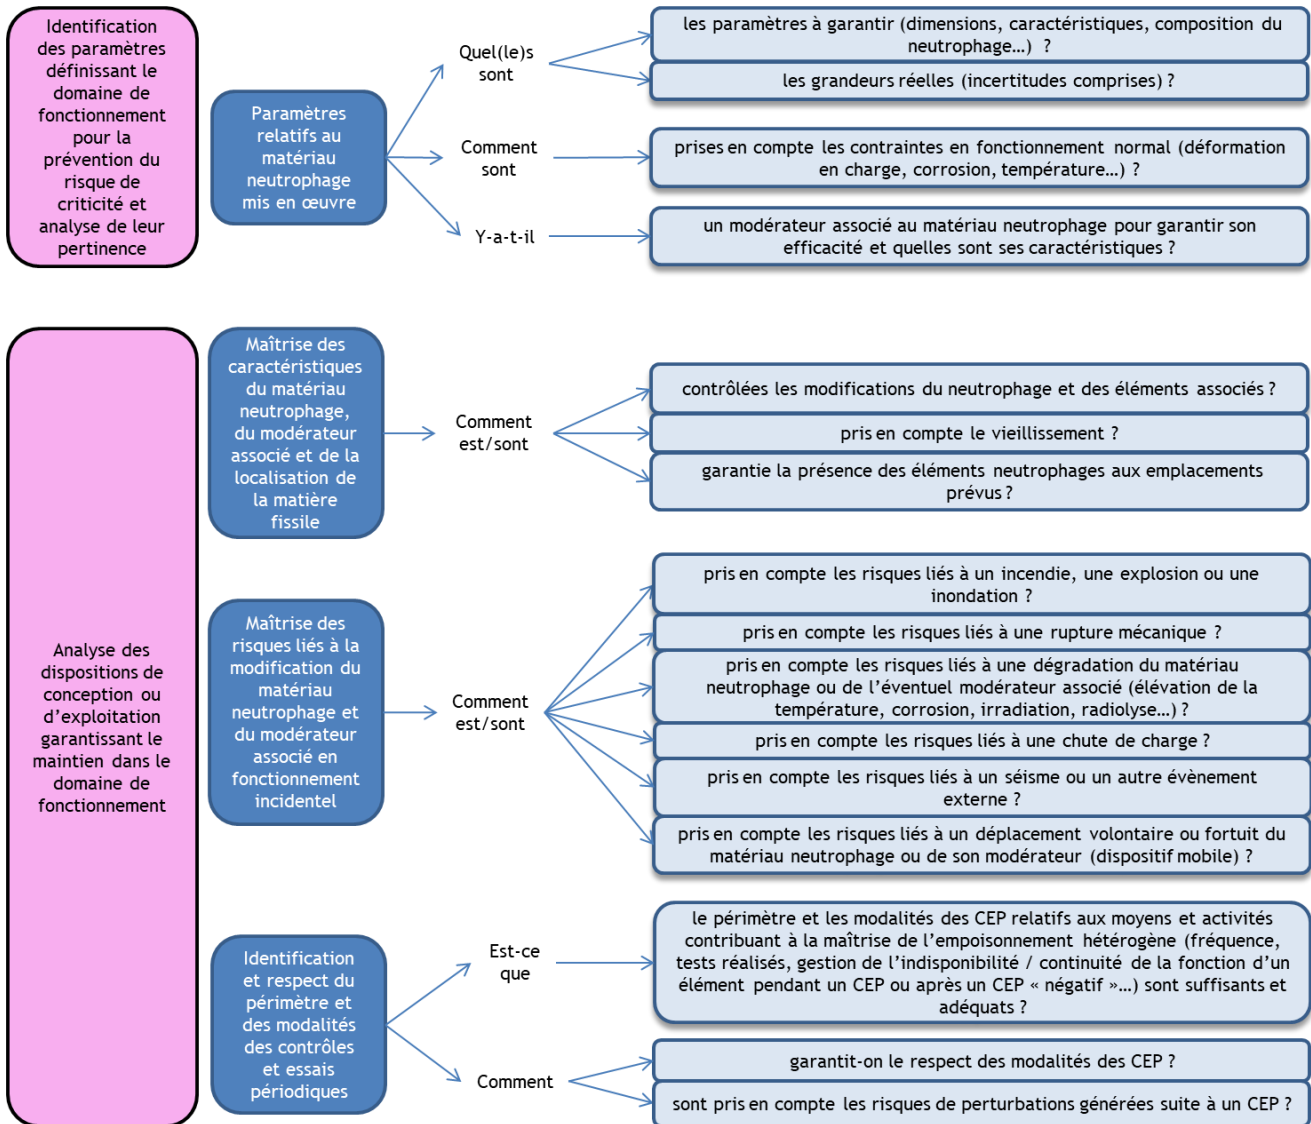 Identification
des paramètres
définissant le
domaine de
fonctionnement
pour la
prévention du
risque de
criticité et
analyse de leur
pertinence
Paramètres
relatifs au
matériau
neutrophage
mis en œuvre
Quel(le)s
sont
les paramètres à garantir (dimensions, caractéristiques, composition du
neutrophage…) ?
les grandeurs réelles (incertitudes comprises) ?
Comment
sont
prises en compte les contraintes en fonctionnement normal (déformation
en charge, corrosion, température…) ?
Y-a-t-il
un modérateur associé au matériau neutrophage pour garantir son
efficacité et quelles sont ses caractéristiques ?
Analyse des
dispositions de
conception ou
d’exploitation
garantissant le
maintien dans le
domaine de
fonctionnement
Maîtrise des
caractéristiques
du matériau
neutrophage,
du modérateur
associé et de la
localisation de
la matière
fissile
Comment
est/sont
contrôlées les modifications du neutrophage et des éléments associés ?
pris en compte le vieillissement ?
garantie la présence des éléments neutrophages aux emplacements
prévus ?
Maîtrise des
risques liés à la
modification du
matériau
neutrophage et
du modérateur
associé en
fonctionnement
incidentel
Comment
est/sont
pris en compte les risques liés à un incendie, une explosion ou une
inondation ?
pris en compte les risques liés à une rupture mécanique ?
pris en compte les risques liés à une dégradation du matériau
neutrophage ou de l’éventuel modérateur associé (élévation de la
température, corrosion, irradiation, radiolyse…) ?
pris en compte les risques liés à une chute de charge ?
pris en compte les risques liés à un séisme ou un autre évènement
externe ?
pris en compte les risques liés à un déplacement volontaire ou fortuit du
matériau neutrophage ou de son modérateur (dispositif mobile) ?
Identification
et respect du
périmètre et
des modalités
des contrôles
et essais
périodiques
Est-ce
que
le périmètre et les modalités des CEP relatifs aux moyens et activités
contribuant à la maîtrise de l’empoisonnement hétérogène (fréquence,
tests réalisés, gestion de l’indisponibilité / continuité de la fonction d’un
élément pendant un CEP ou après un CEP « négatif »…) sont suffisants et
adéquats ?
Comment
garantit-on le respect des modalités des CEP ?
sont pris en compte les risques de perturbations générées suite à un CEP ?